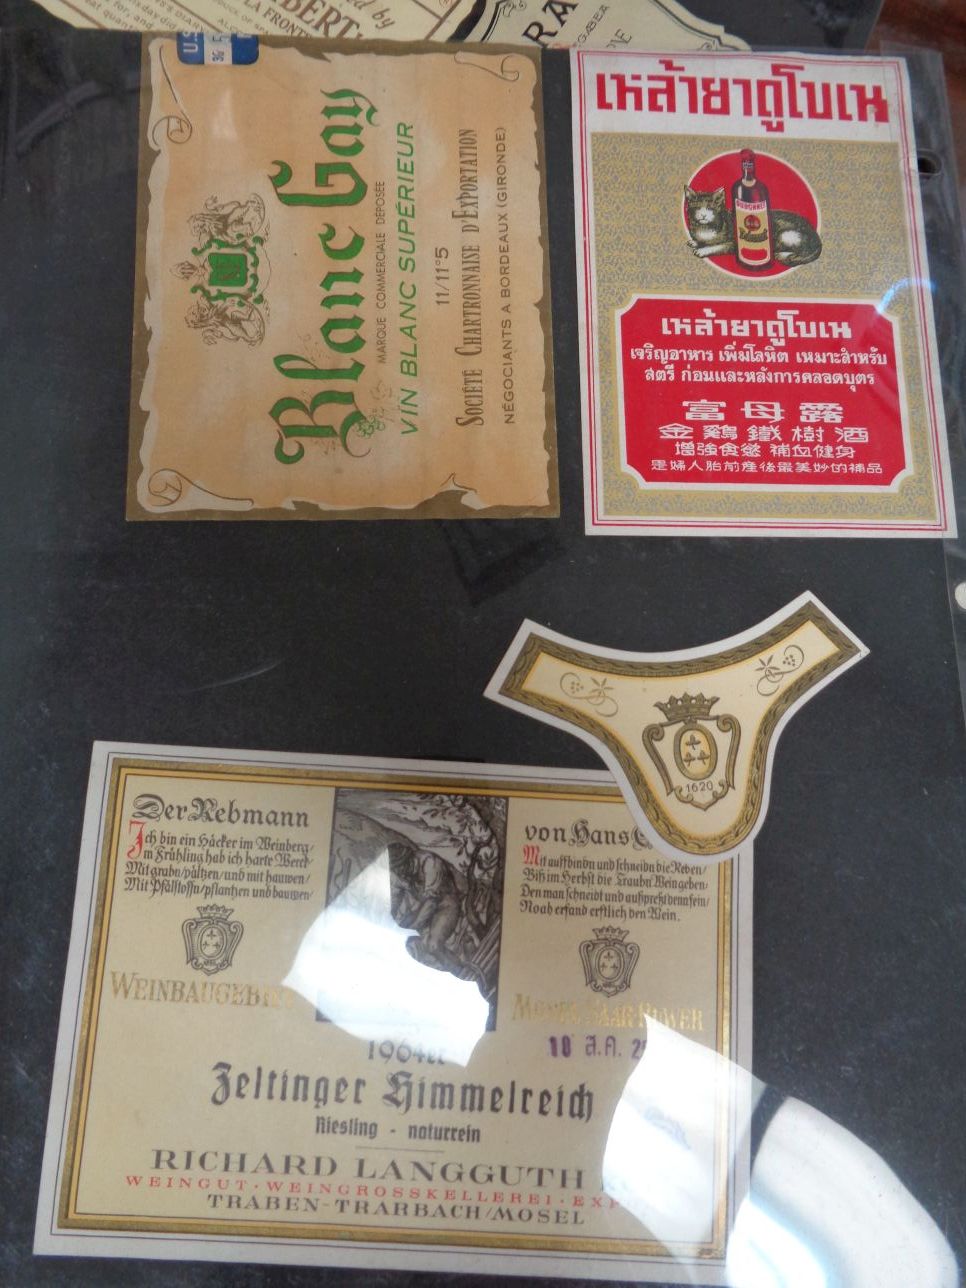 BERT
LA FRONT
RA
U.S
Blanc Gay
MARQUE COMMERCIALE DÉPOSÉE
VIN BLANC SUPÉRIEUR
11/11°5
SOCIÉTÉ CHARTRONNAISE D'EXPORTATION
NÉGOCIANTS A BORDEAUX (GIRONDE)
เหล้ายาดูโบเน
เหล้ายาดูโบเน
เจริญอาหาร เพิ่มโลหิต เหมาะสำหรับ
สตรี ก่อนและหลังการคลอดบุตร
富母露
金鷄鐵樹酒
增強食慾 補血健身
是婦人胎前產後最美妙的補品
1620
Der Rebmann
Ich bin ein Häcker im Weinberg/
im Frühling hab ich harte Werck/
Mit grabn/pältzen/und mit hauwen/
Mit Pfälstossn/pflantzen und bauwen/
von Hans
Mit auffbindn und schneidn die Reben/
Biß im Herbst die Traubn Wein geben/
Den man schneidt und außpreßt denn fein/
Noah erfand erstlich den Wein.
WEINBAUGEBIE
MOSEL-SAAR-RUWER
10 ส.ค. 2
1964er
Zeltinger Himmelreich
Riesling - naturrein
RICHARD LANGGUTH
WEINGUT · WEINGROSSKELLEREI · EXP
TRABEN-TRARBACH/MOSEL